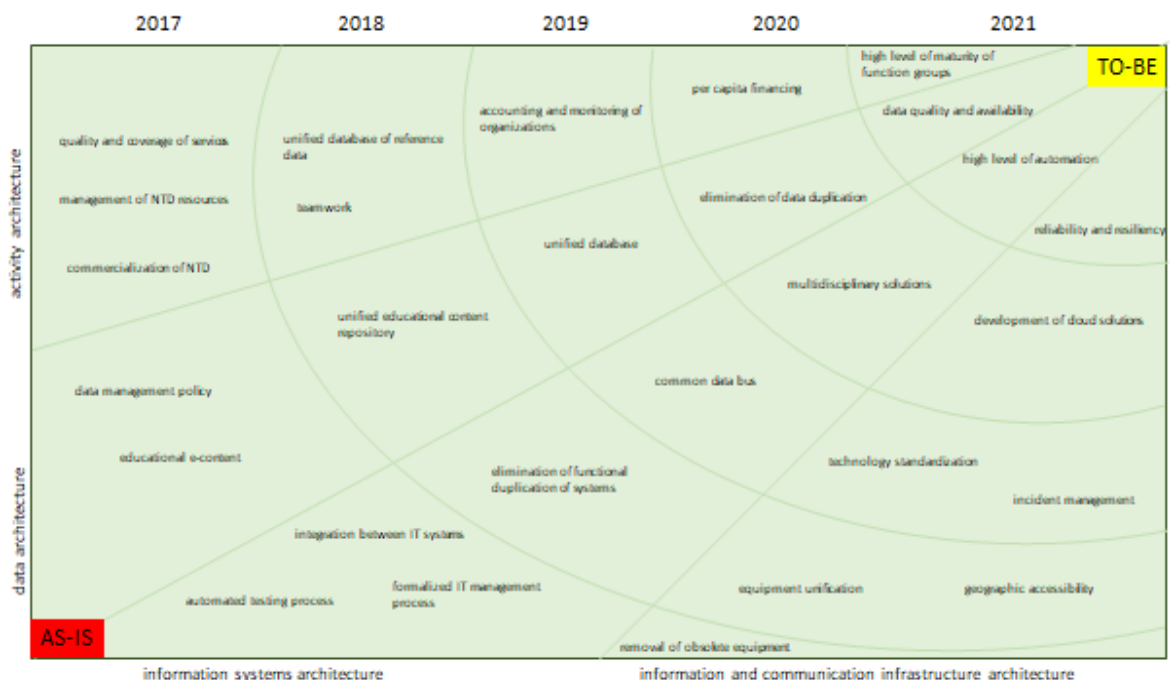 2017 2018 2019 2020 2021
high level of maturity of
function groups
TO-BE
per capita financing
accounting and monitoring of
organizations
data quality and availability
quality and coverage of servics
unified database of reference
data
high level of automation
management of NTD resources
teamwork
elimination of data duplication
reliability and resiliency
unified database
commercialization of NTD
activity architecture
multidisciplinary solutions
unified educational content
repository
development of cloud solutions
data management policy
common data bus
educational e-content
elimination of functional
duplication of systems
technology standardization
incident management
data architecture
integration between IT systems
formalized IT management
process
automated testing process
equipment unification
geographic accessibility
AS-IS
removal of obsolete equipment
information systems architecture
information and communication infrastructure architecture